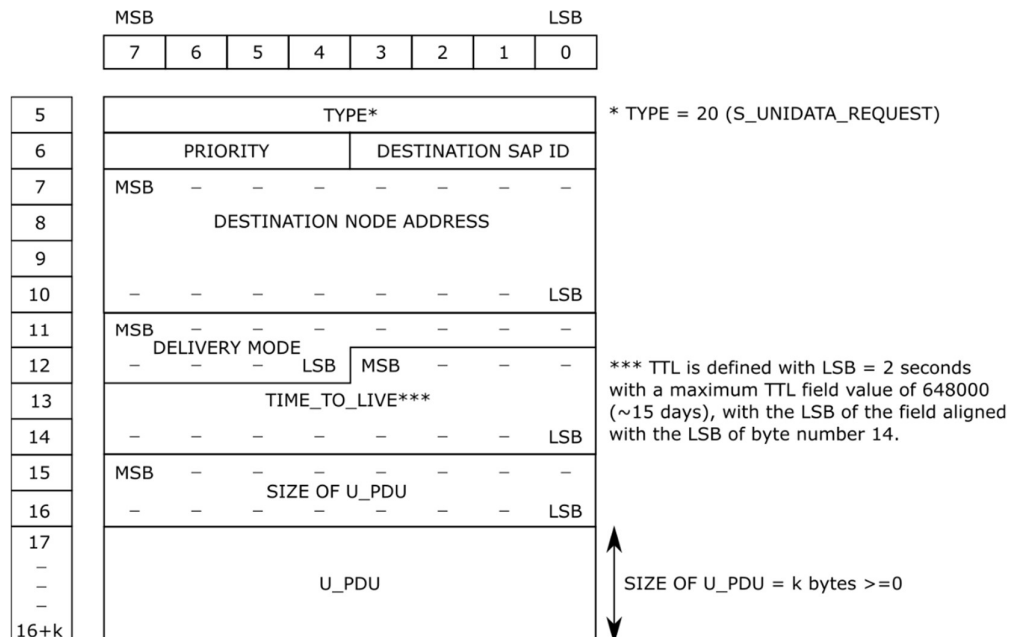 MSB LSB
7 6 5 4 3 2 1 0
5 TYPE* * TYPE = 20 (S_UNIDATA_REQUEST)
6 PRIORITY DESTINATION SAP ID
7 MSB – – – – – – –
8 DESTINATION NODE ADDRESS
9
10 – – – – – – – LSB
11 MSB – – – – – – –
DELIVERY MODE
12 – – – LSB MSB – – – *** TTL is defined with LSB = 2 seconds
13 TIME_TO_LIVE*** with a maximum TTL field value of 648000
(~15 days), with the LSB of the field aligned
14 – – – – – – – LSB with the LSB of byte number 14.
15 MSB – – – – – – –
SIZE OF U_PDU
16 – – – – – – – LSB
17
–
– U_PDU SIZE OF U_PDU = k bytes >=0
–
16+k